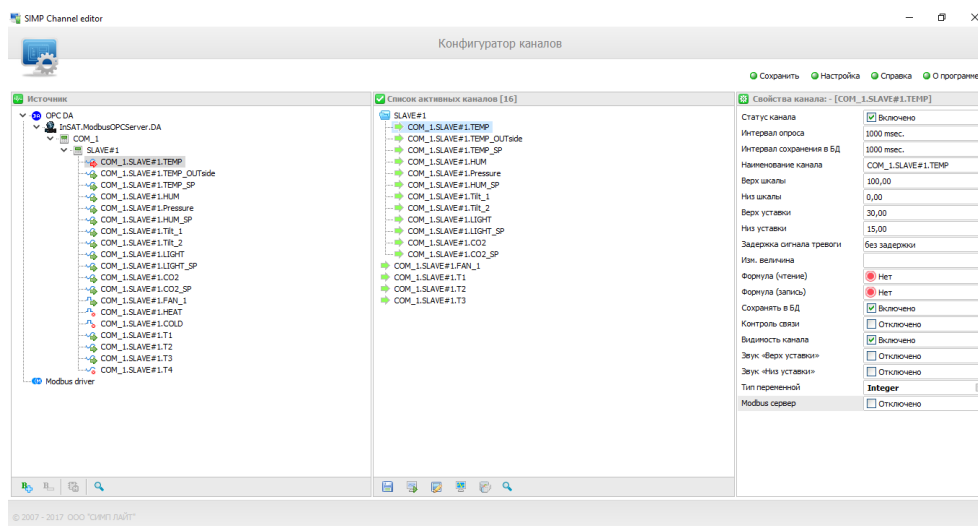 SIMP Channel editor
Конфигуратор каналов
Сохранить Настройка Справка О программе
Источник
OPC DA
InSAT.ModbusOPCServer.DA
COM_1
SLAVE#1
COM_1.SLAVE#1.TEMP
COM_1.SLAVE#1.TEMP_OUTside
COM_1.SLAVE#1.TEMP_SP
COM_1.SLAVE#1.HUM
COM_1.SLAVE#1.Pressure
COM_1.SLAVE#1.HUM_SP
COM_1.SLAVE#1.Tilt_1
COM_1.SLAVE#1.Tilt_2
COM_1.SLAVE#1.LIGHT
COM_1.SLAVE#1.LIGHT_SP
COM_1.SLAVE#1.CO2
COM_1.SLAVE#1.CO2_SP
COM_1.SLAVE#1.FAN_1
COM_1.SLAVE#1.HEAT
COM_1.SLAVE#1.COLD
COM_1.SLAVE#1.T1
COM_1.SLAVE#1.T2
COM_1.SLAVE#1.T3
COM_1.SLAVE#1.T4
Modbus driver
Список активных каналов [16]
SLAVE#1
COM_1.SLAVE#1.TEMP
COM_1.SLAVE#1.TEMP_OUTside
COM_1.SLAVE#1.TEMP_SP
COM_1.SLAVE#1.HUM
COM_1.SLAVE#1.Pressure
COM_1.SLAVE#1.HUM_SP
COM_1.SLAVE#1.Tilt_1
COM_1.SLAVE#1.Tilt_2
COM_1.SLAVE#1.LIGHT
COM_1.SLAVE#1.LIGHT_SP
COM_1.SLAVE#1.CO2
COM_1.SLAVE#1.CO2_SP
COM_1.SLAVE#1.FAN_1
COM_1.SLAVE#1.T1
COM_1.SLAVE#1.T2
COM_1.SLAVE#1.T3
Свойства канала: - [COM_1.SLAVE#1.TEMP]
Статус канала Включено
Интервал опроса 1000 msec.
Интервал сохранения в БД 1000 msec.
Наименование канала COM_1.SLAVE#1.TEMP
Верх шкалы 100,00
Низ шкалы 0,00
Верх уставки 30,00
Низ уставки 15,00
Задержка сигнала тревоги без задержки
Изм. величина
Формула (чтение) Нет
Формула (запись) Нет
Сохранять в БД Включено
Контроль связи Отключено
Видимость канала Включено
Звук «Верх уставки» Отключено
Звук «Низ уставки» Отключено
Тип переменной Integer
Modbus сервер Отключено
© 2007 - 2017 ООО "СИМП ЛАЙТ"